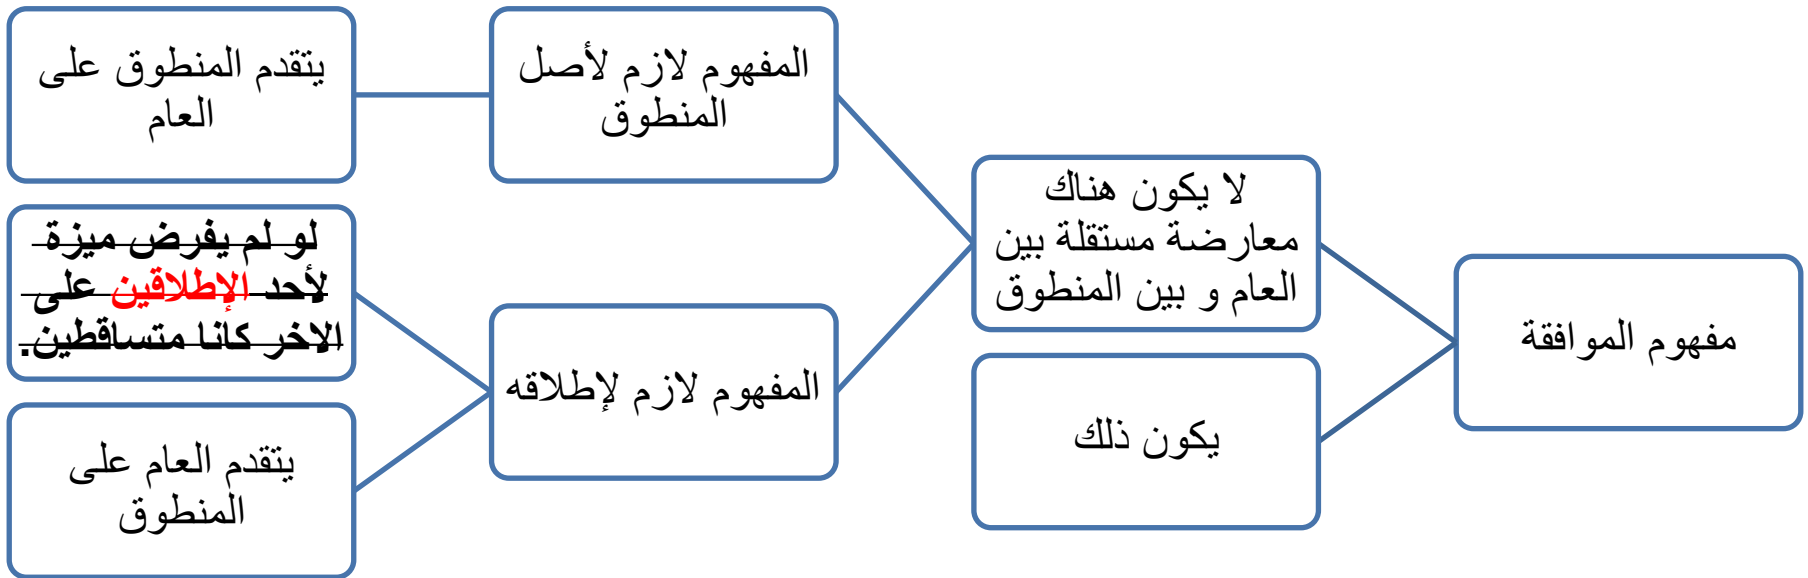 مفهوم الموافقة
لا يكون هناك
معارضة مستقلة بين
العام و بين المنطوق
يكون ذلك
المفهوم لازم لأصل
المنطوق
المفهوم لازم لإطلاقه
يتقدم المنطوق على
العام
لو لم يفرض ميزة
لأحد الإطلاقين على
الاخر كانا متساقطين.
يتقدم العام على
المنطوق